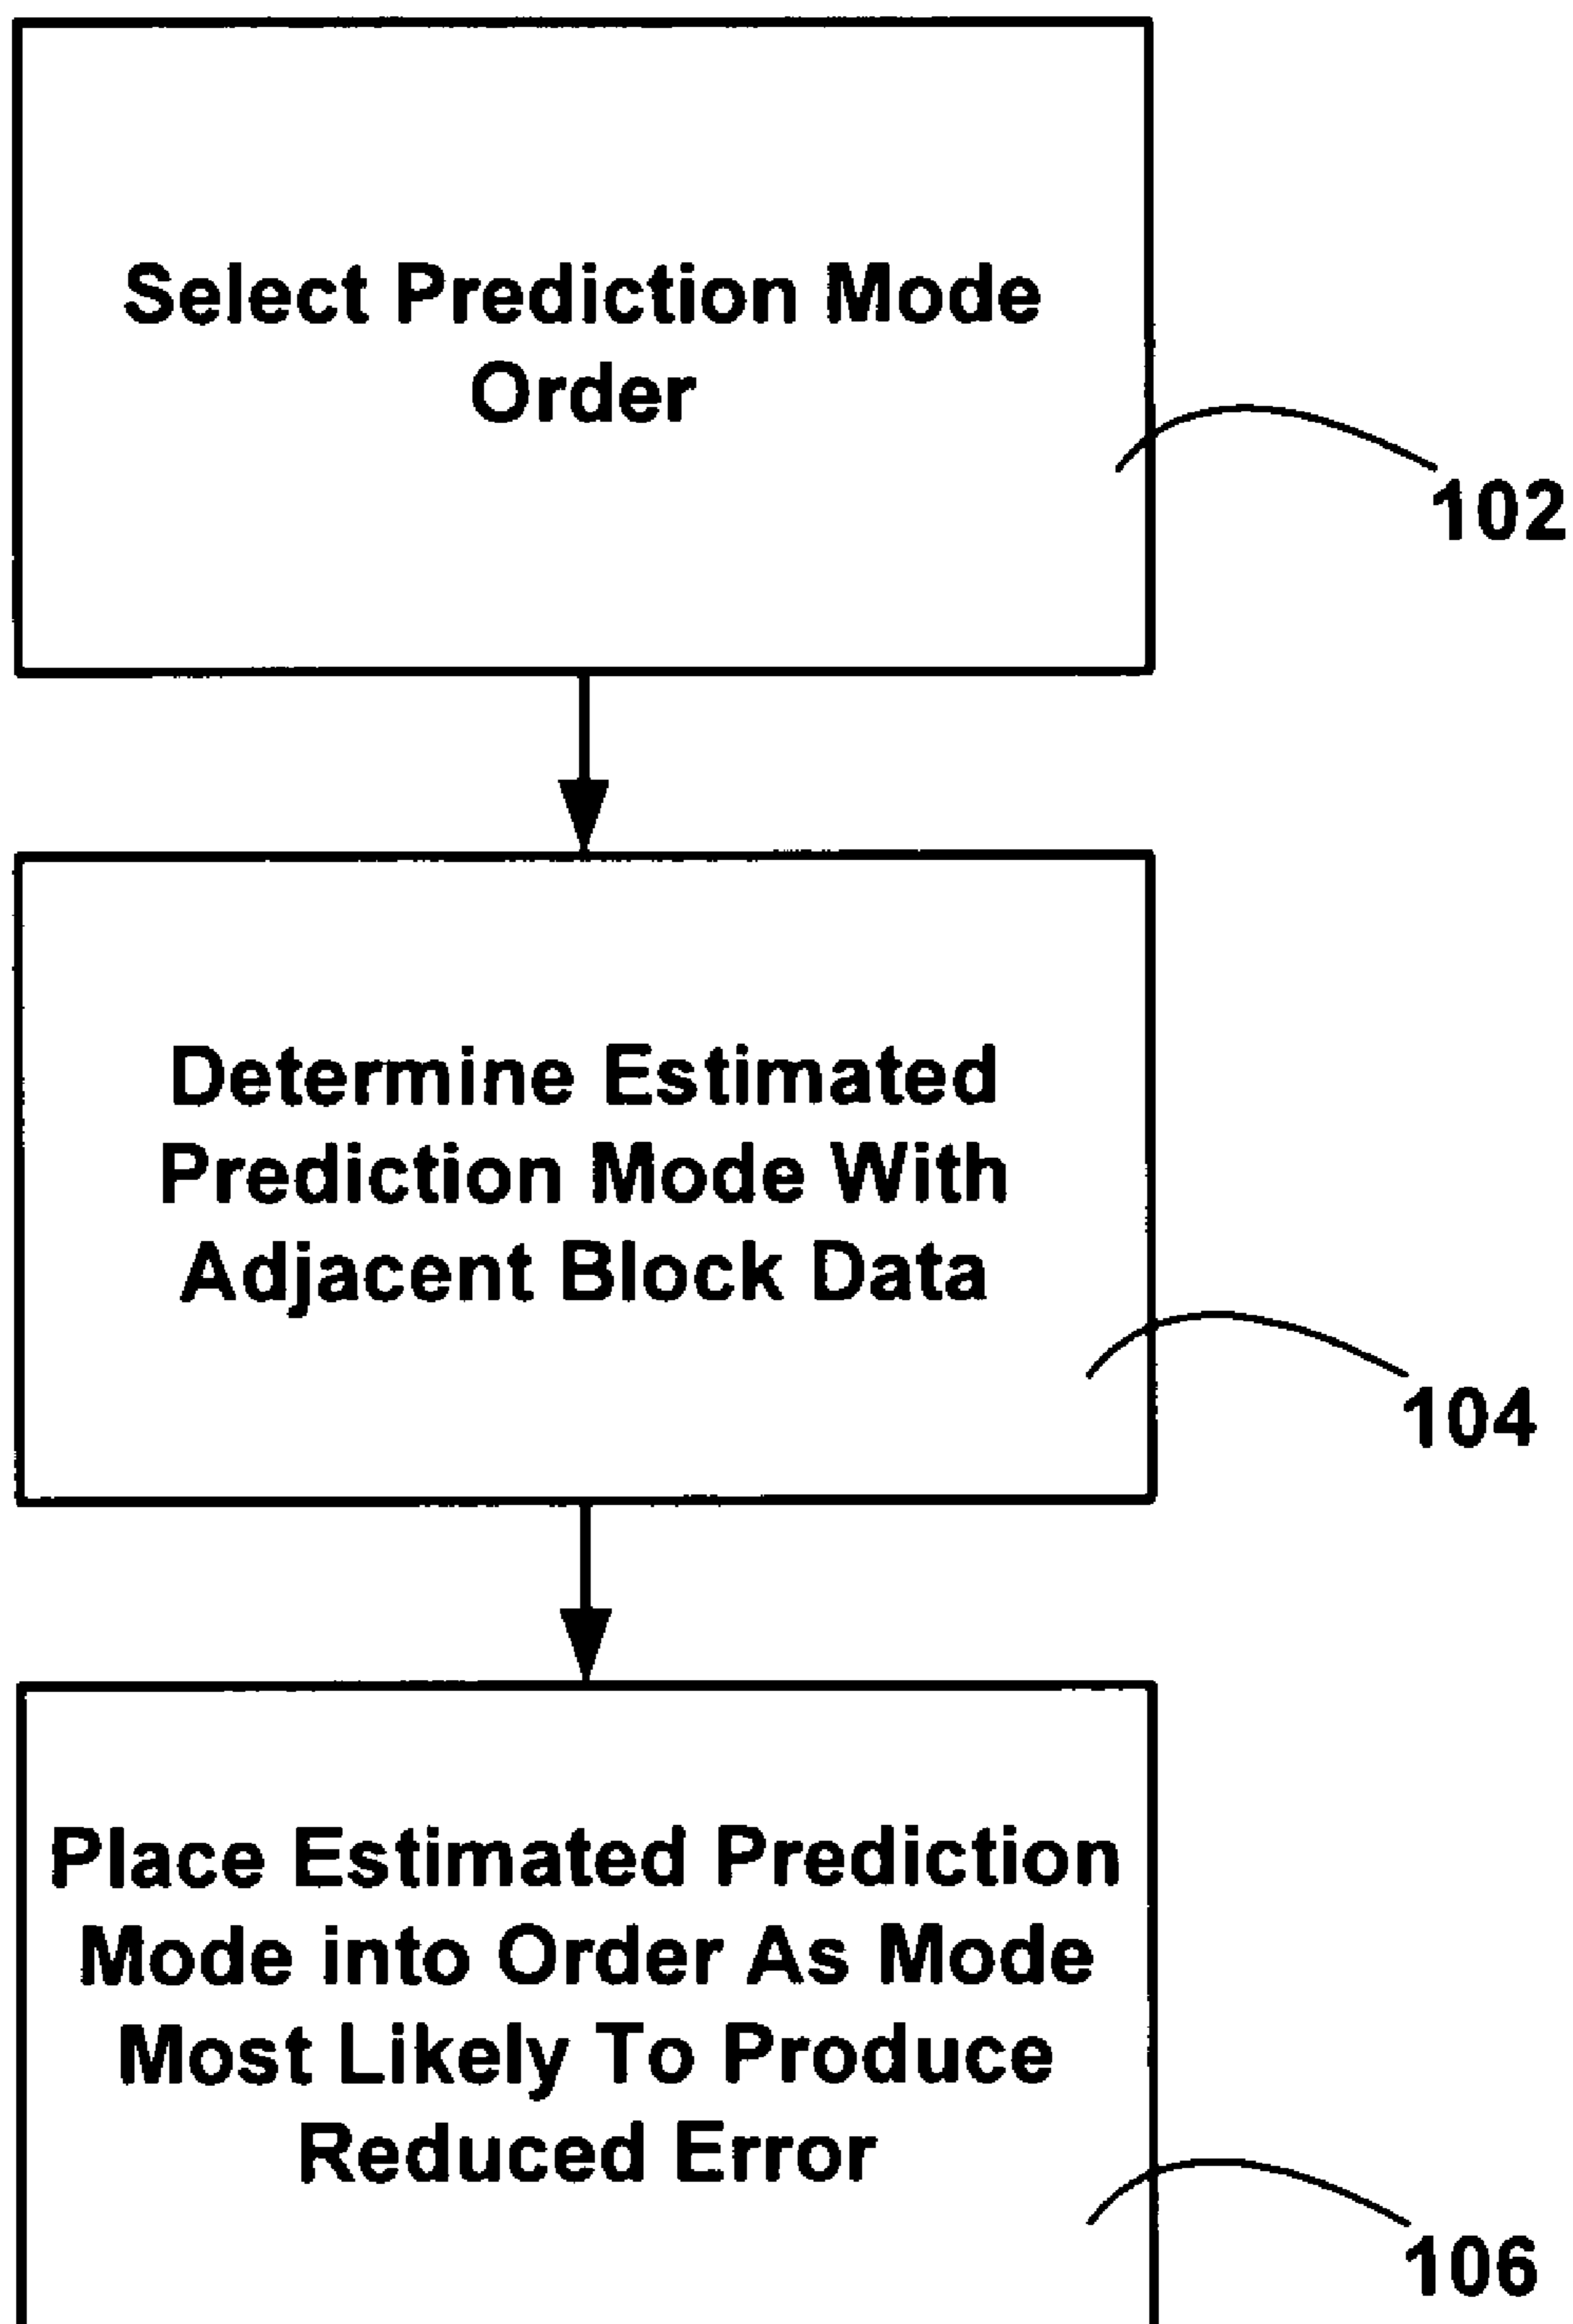 Select Prediction Mode
Order
102
Determine Estimated
Prediction Mode With
Adjacent Block Data
104
Place Estimated Prediction
Mode into Order As Mode
Most Likely To Produce
Reduced Error
106